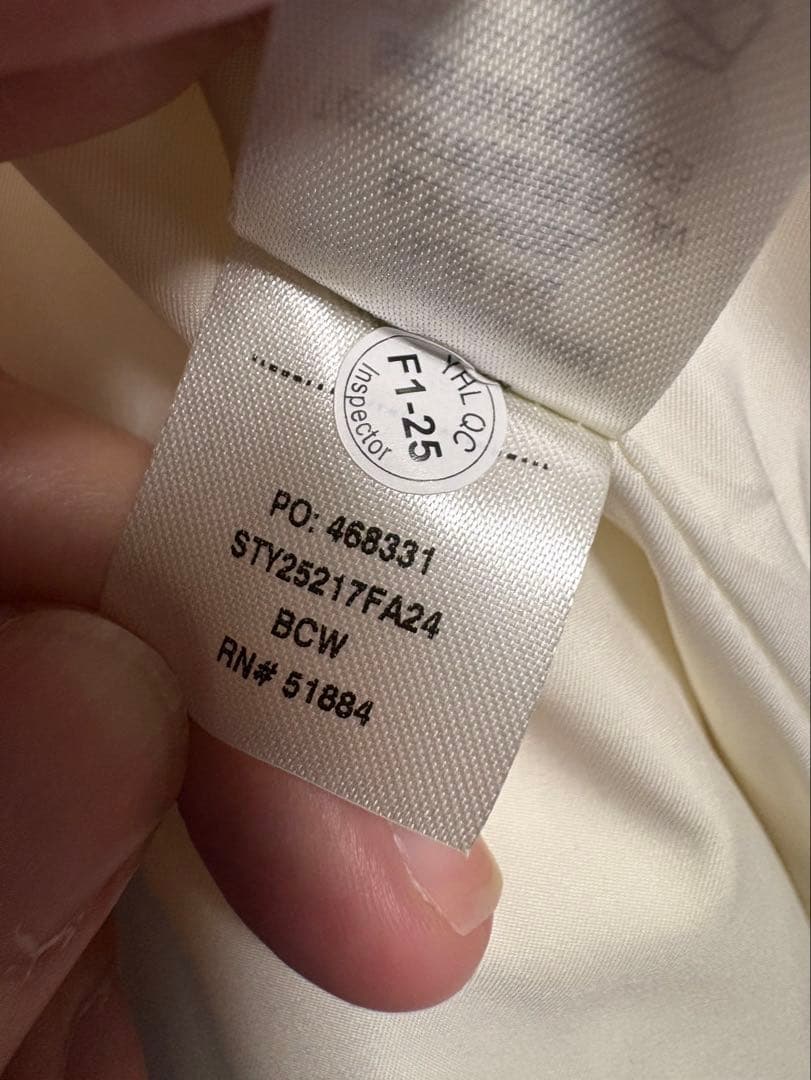 YHL QC
F1-25
Inspector
PO: 468331
STY25217FA24
BCW
RN# 51884